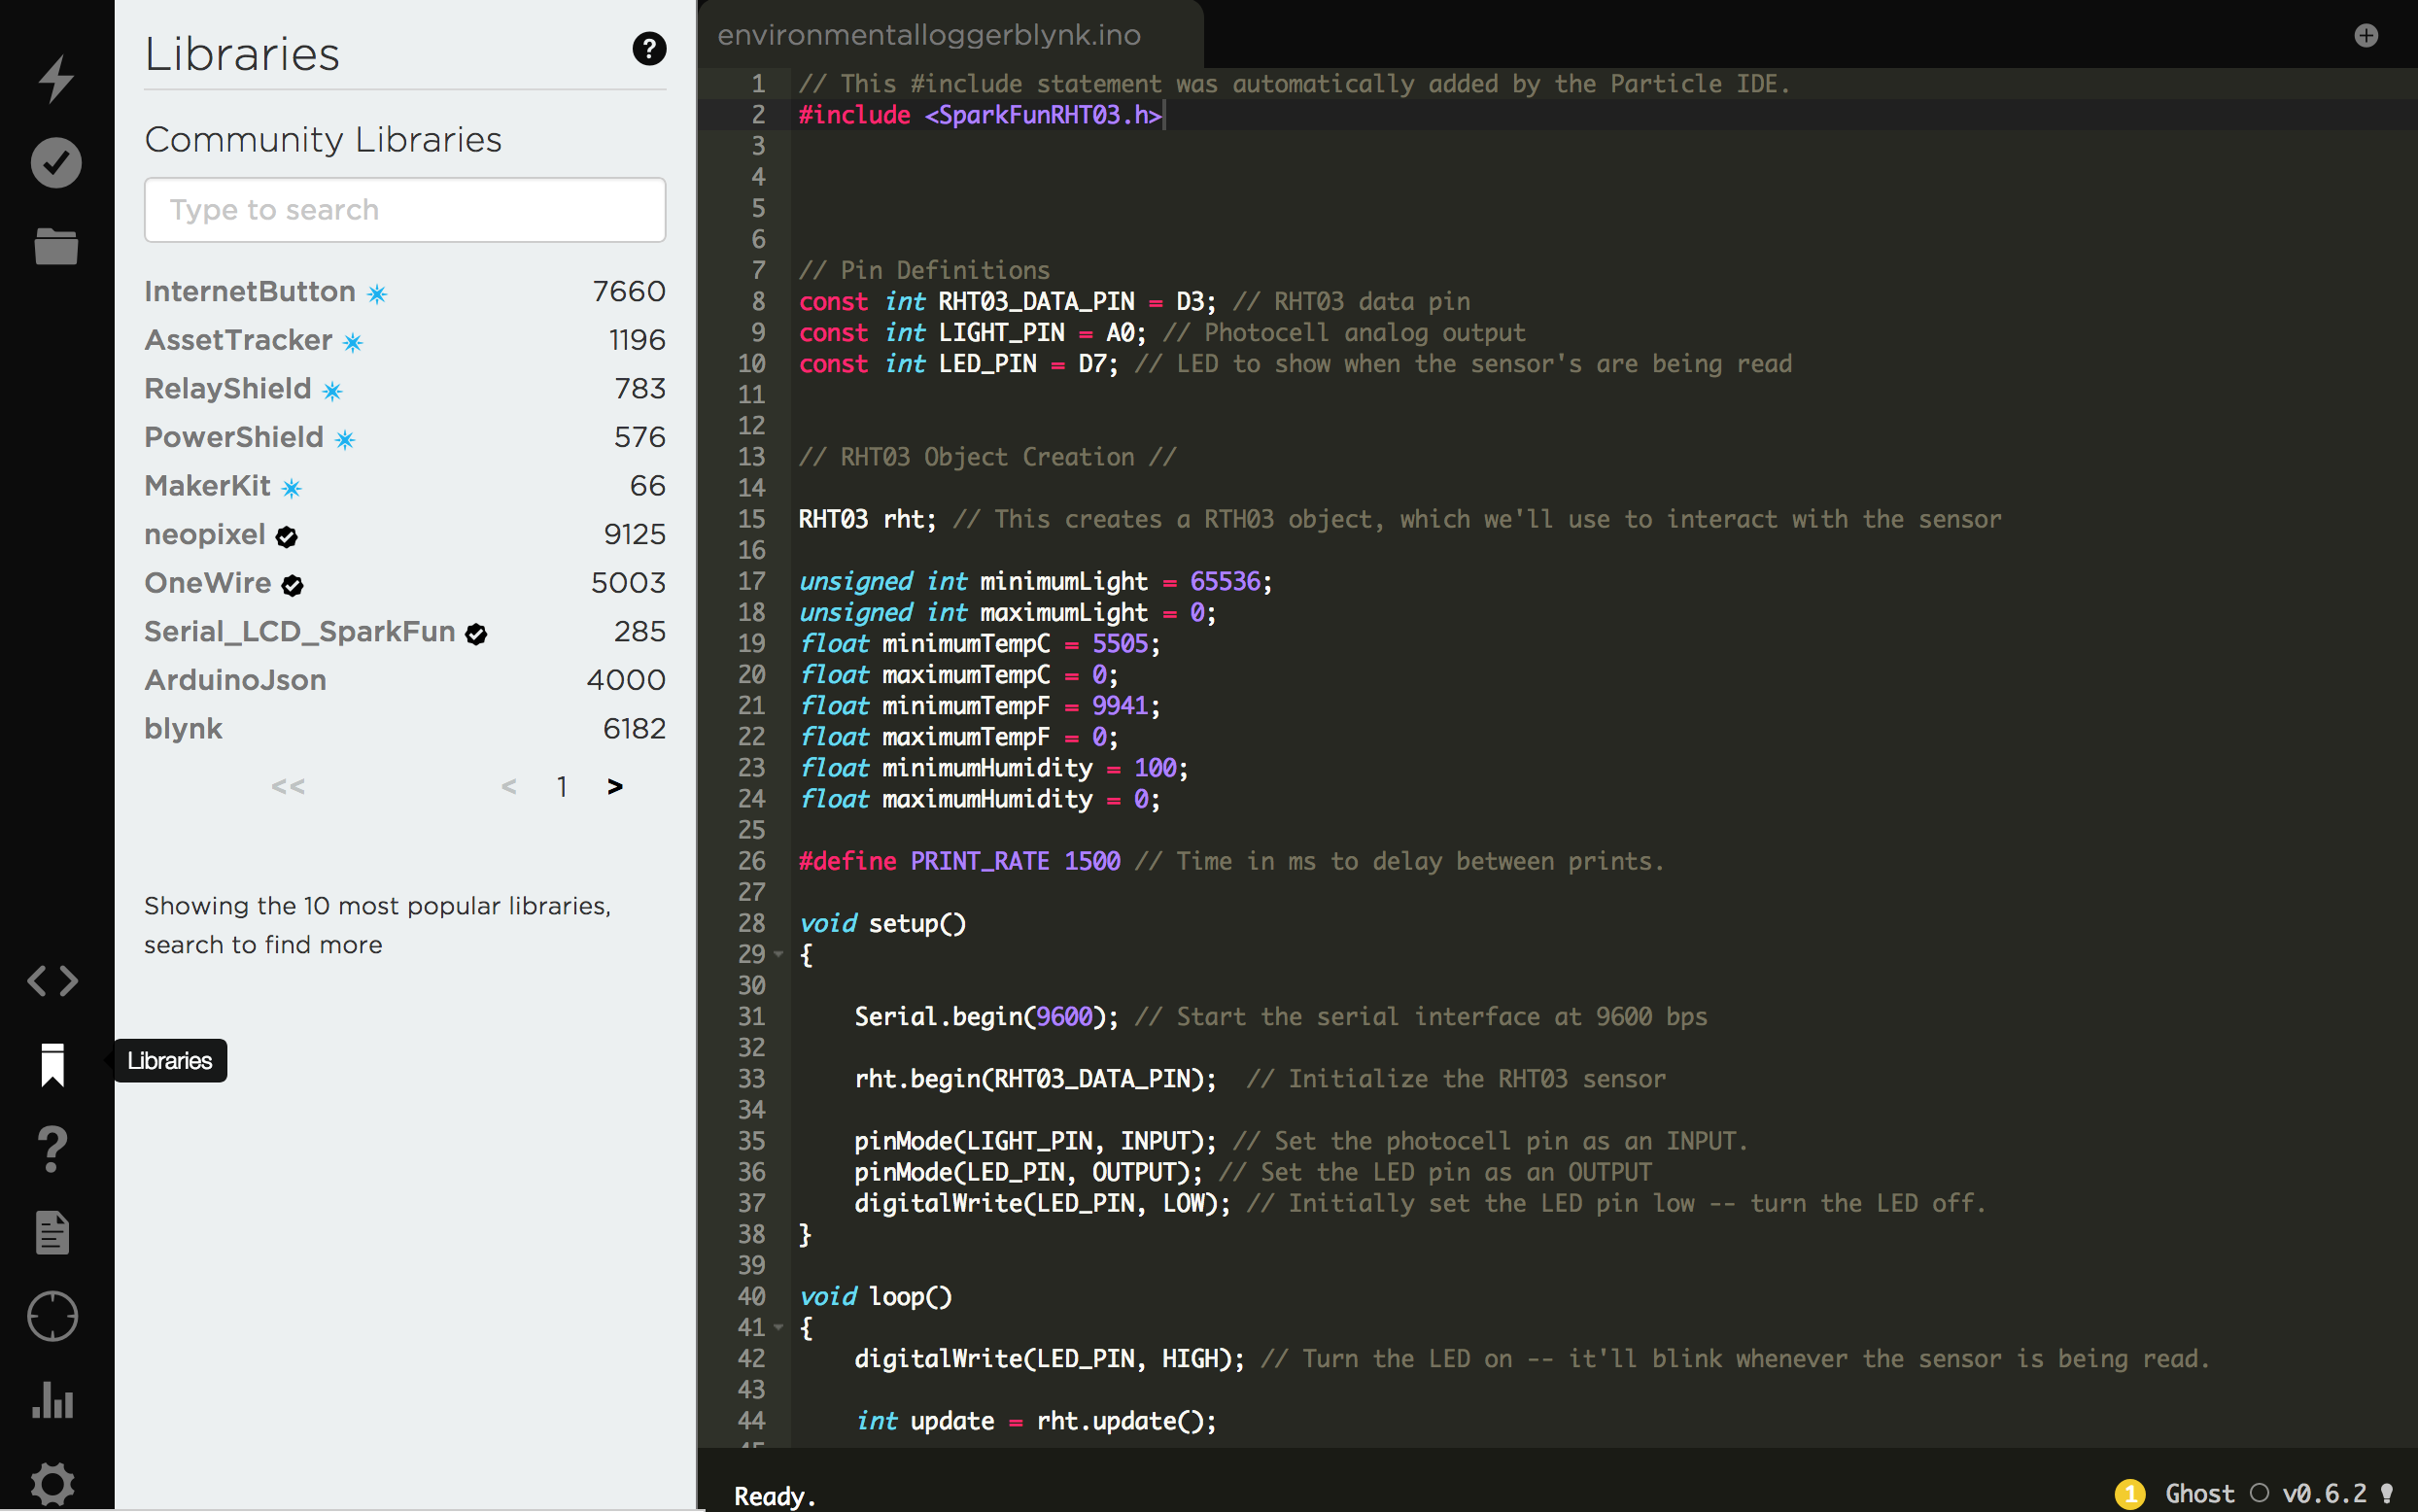 Libraries
?
Community Libraries
Type to search
InternetButton 7660
AssetTracker 1196
RelayShield 783
PowerShield 576
MakerKit 66
neopixel 9125
OneWire 5003
Serial_LCD_SparkFun 285
ArduinoJson 4000
blynk 6182
<< < 1 >
Showing the 10 most popular libraries,
search to find more
Libraries
environmentalloggerblynk.ino
1 // This #include statement was automatically added by the Particle IDE.
2 #include <SparkFunRHT03.h>
3
4
5
6
7 // Pin Definitions
8 const int RHT03_DATA_PIN = D3; // RHT03 data pin
9 const int LIGHT_PIN = A0; // Photocell analog output
10 const int LED_PIN = D7; // LED to show when the sensor's are being read
11
12
13 // RHT03 Object Creation //
14
15 RHT03 rht; // This creates a RTH03 object, which we'll use to interact with the sensor
16
17 unsigned int minimumLight = 65536;
18 unsigned int maximumLight = 0;
19 float minimumTempC = 5505;
20 float maximumTempC = 0;
21 float minimumTempF = 9941;
22 float maximumTempF = 0;
23 float minimumHumidity = 100;
24 float maximumHumidity = 0;
25
26 #define PRINT_RATE 1500 // Time in ms to delay between prints.
27
28 void setup()
29 {
30
31 Serial.begin(9600); // Start the serial interface at 9600 bps
32
33 rht.begin(RHT03_DATA_PIN);  // Initialize the RHT03 sensor
34
35 pinMode(LIGHT_PIN, INPUT); // Set the photocell pin as an INPUT.
36 pinMode(LED_PIN, OUTPUT); // Set the LED pin as an OUTPUT
37 digitalWrite(LED_PIN, LOW); // Initially set the LED pin low -- turn the LED off.
38 }
39
40 void loop()
41 {
42 digitalWrite(LED_PIN, HIGH); // Turn the LED on -- it'll blink whenever the sensor is being read.
43
44 int update = rht.update();
Ready.
1 Ghost v0.6.2